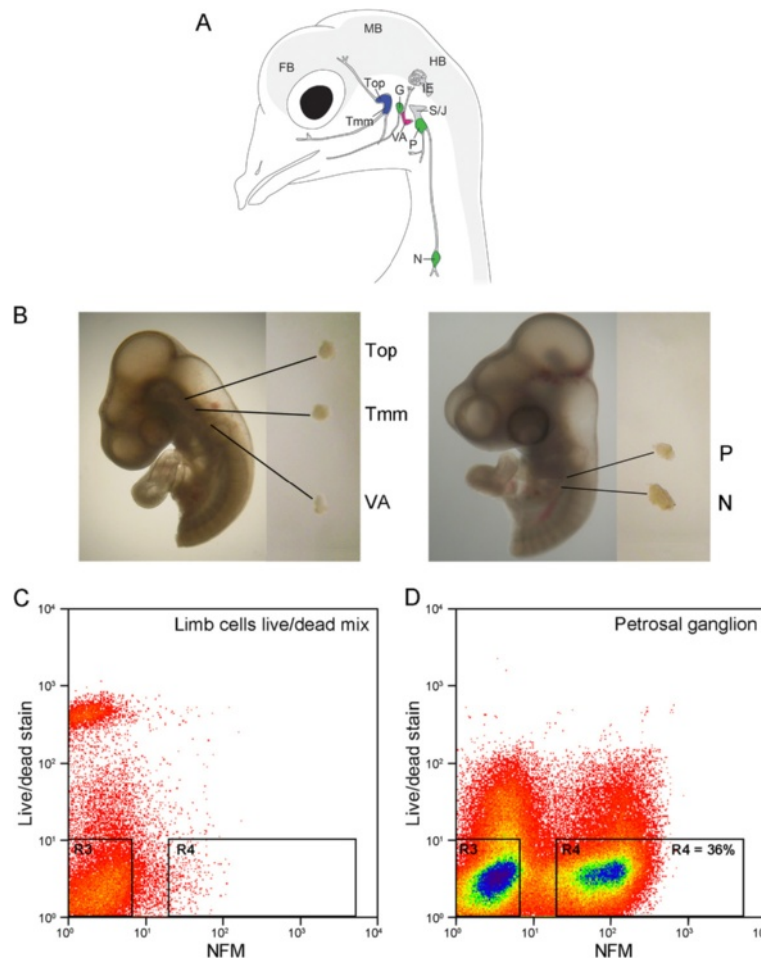 A
MB
FB
HB
Top
G
IE
Tmm
S/J
VA
P
N
B
Top
Tmm
VA
P
N
C
D
Limb cells live/dead mix
Petrosal ganglion
Live/dead stain
10⁴
10³
10²
10¹
10⁰
R3
R4
10⁰ 10¹ 10² 10³ 10⁴
NFM
Live/dead stain
10⁴
10³
10²
10¹
10⁰
R3
R4
R4 = 36%
10⁰ 10¹ 10² 10³
NFM